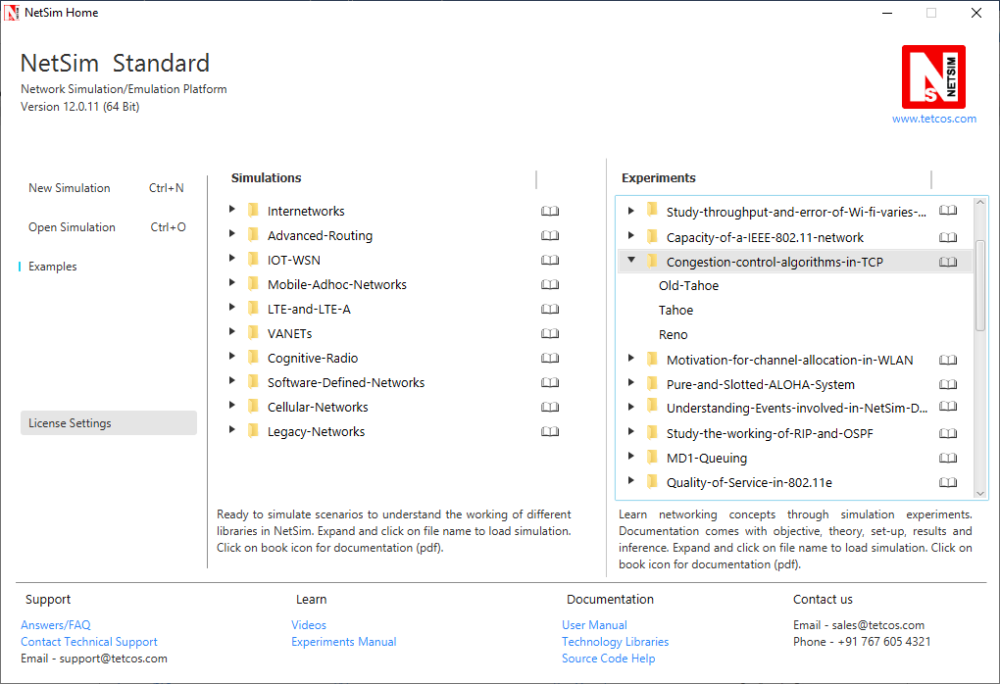 NetSim Home
NetSim Standard
Network Simulation/Emulation Platform
Version 12.0.11 (64 Bit)
NETSIM
NS
www.tetcos.com
New Simulation Ctrl+N
Open Simulation Ctrl+O
Examples
License Settings
Simulations
Internetworks
Advanced-Routing
IOT-WSN
Mobile-Adhoc-Networks
LTE-and-LTE-A
VANETs
Cognitive-Radio
Software-Defined-Networks
Cellular-Networks
Legacy-Networks
Ready to simulate scenarios to understand the working of different
libraries in NetSim. Expand and click on file name to load simulation.
Click on book icon for documentation (pdf).
Experiments
Study-throughput-and-error-of-Wi-fi-varies-...
Capacity-of-a-IEEE-802.11-network
Congestion-control-algorithms-in-TCP
Old-Tahoe
Tahoe
Reno
Motivation-for-channel-allocation-in-WLAN
Pure-and-Slotted-ALOHA-System
Understanding-Events-involved-in-NetSim-D...
Study-the-working-of-RIP-and-OSPF
MD1-Queuing
Quality-of-Service-in-802.11e
Learn networking concepts through simulation experiments.
Documentation comes with objective, theory, set-up, results and
inference. Expand and click on file name to load simulation. Click on
book icon for documentation (pdf).
Support
Answers/FAQ
Contact Technical Support
Email - support@tetcos.com
Learn
Videos
Experiments Manual
Documentation
User Manual
Technology Libraries
Source Code Help
Contact us
Email - sales@tetcos.com
Phone - +91 767 605 4321